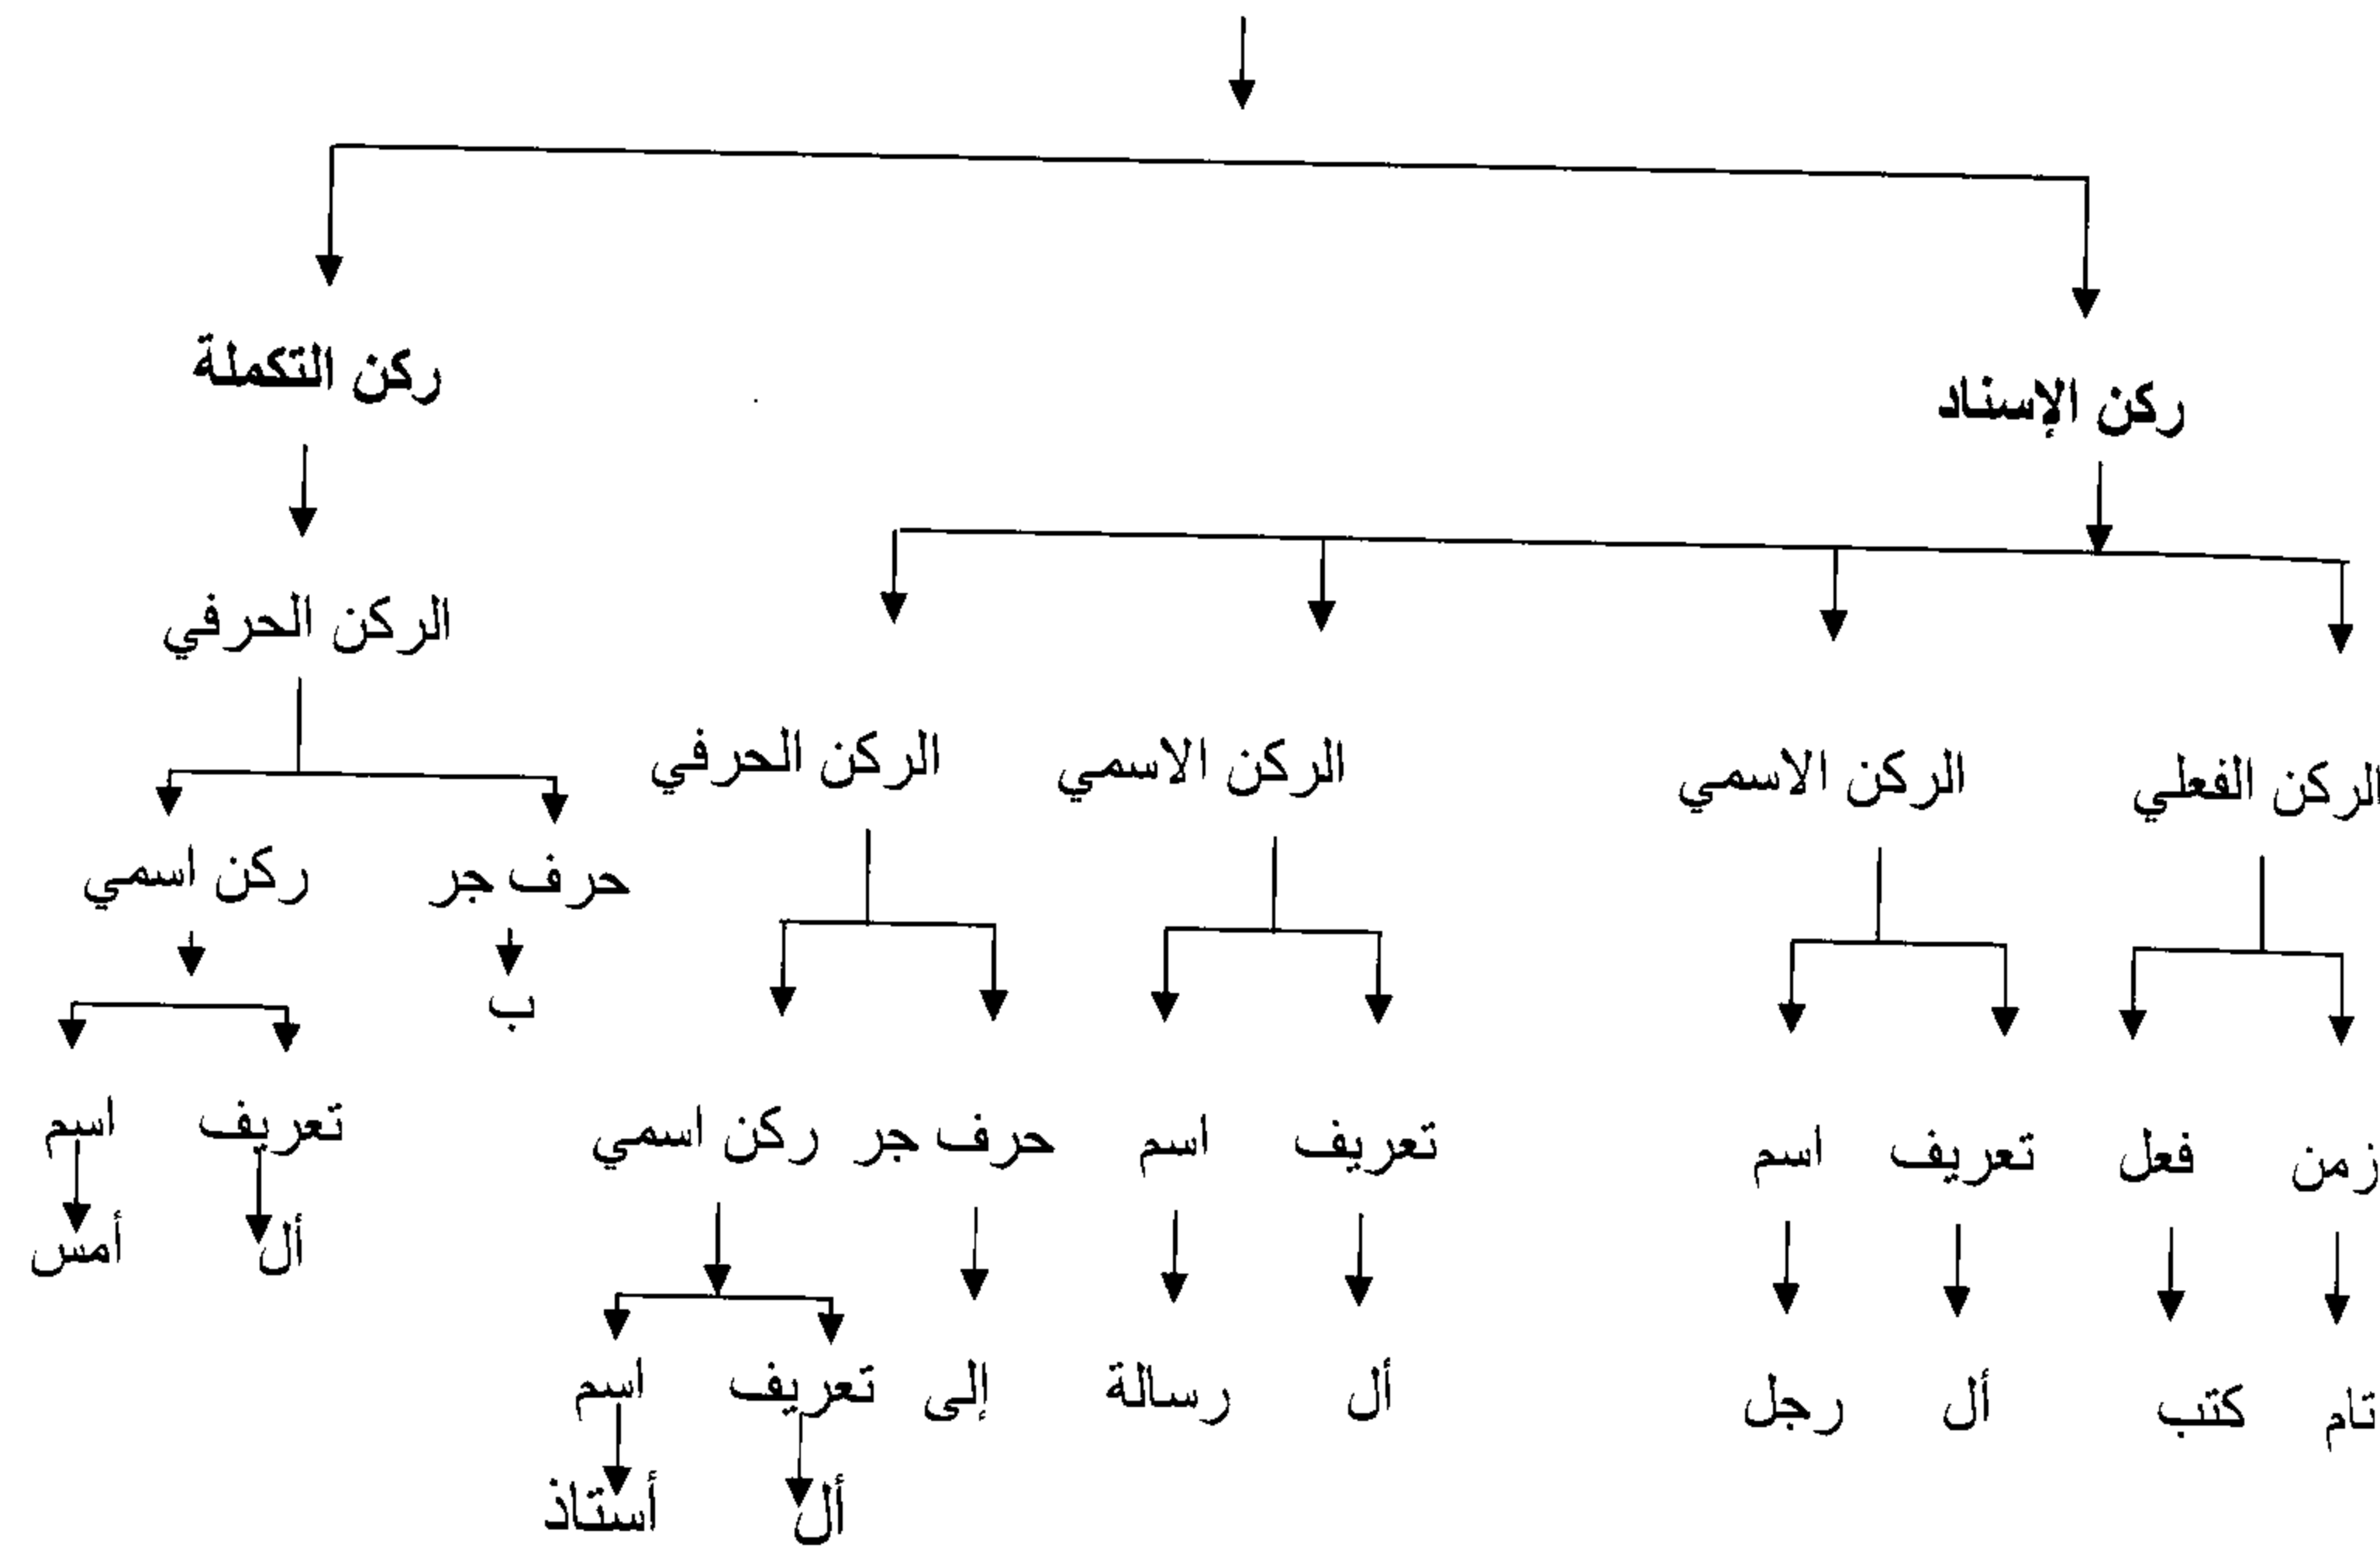 ركن الإسناد ركن التكملة
الركن الحرفي
الركن الفعلي الركن الاسمي الركن الاسمي الركن الحرفي
حرف جر ركن اسمي
ب
زمن فعل تعريف اسم تعريف اسم حرف جر ركن اسمي تعريف اسم
أل أمس
تام كتب أل رجل أل رسالة إلى تعريف اسم
أل أستاذ